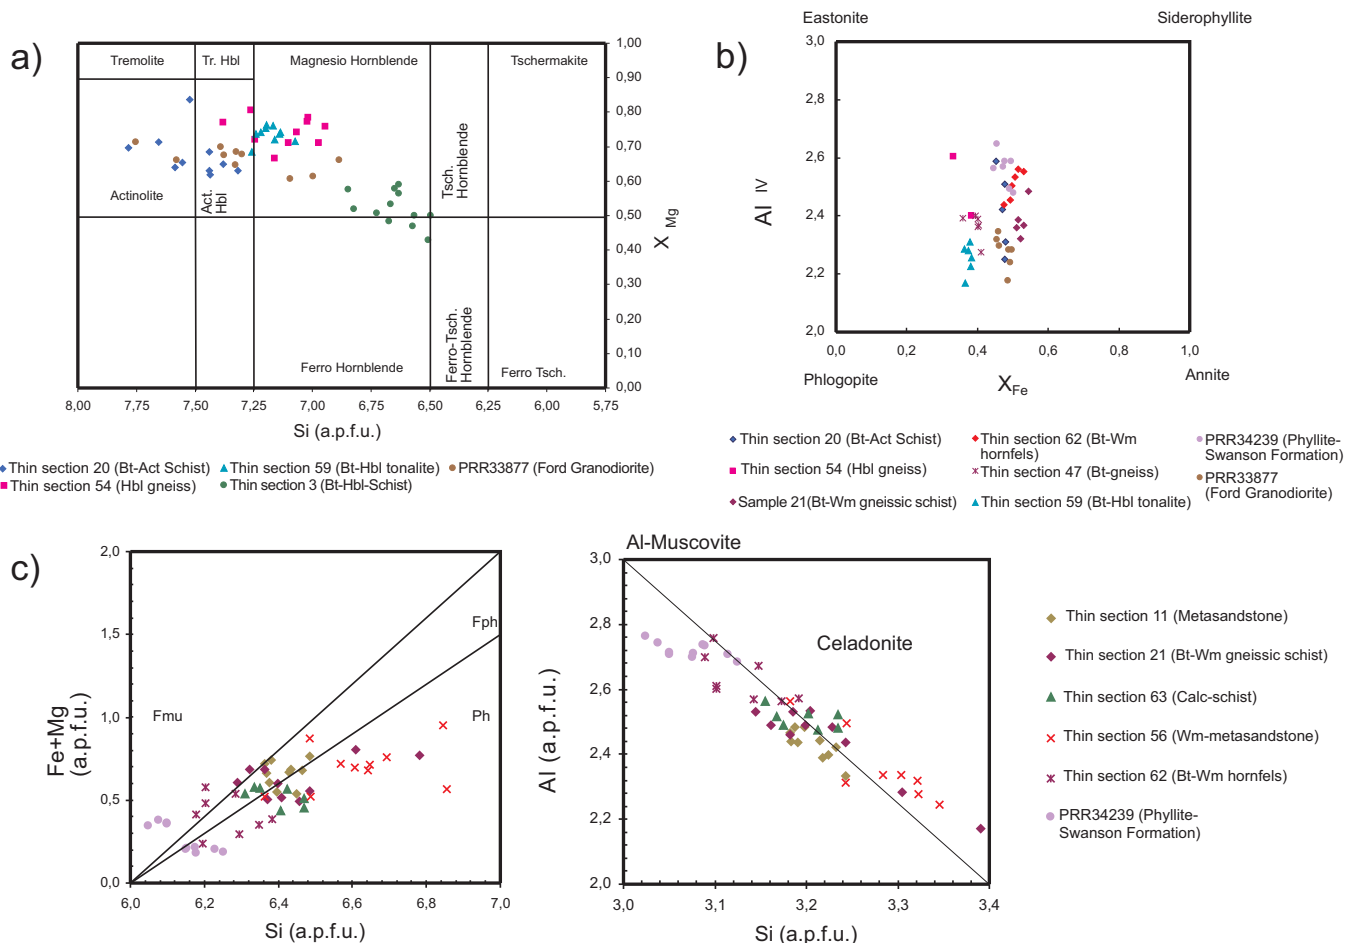 a)
Tremolite
Tr. Hbl
Magnesio Hornblende
Tschermakite
Actinolite
Act.
Hbl
Tsch.
Hornblende
Ferro Hornblende
Ferro-Tsch.
Hornblende
Ferro Tsch.
1,00
0,90
0,80
0,70
0,60
0,50
0,40
0,30
0,20
0,10
0,00
X Mg
8,00
7,75
7,50
7,25
7,00
6,75
6,50
6,25
6,00
5,75
Si (a.p.f.u.)
Thin section 20 (Bt-Act Schist)
Thin section 59 (Bt-Hbl tonalite)
PRR33877 (Ford Granodiorite)
Thin section 54 (Hbl gneiss)
Thin section 3 (Bt-Hbl-Schist)
b)
Eastonite
Siderophyllite
3,0
2,8
2,6
2,4
2,2
2,0
Al IV
0,0
0,2
0,4
0,6
0,8
1,0
Phlogopite
XFe
Annite
Thin section 20 (Bt-Act Schist)
Thin section 54 (Hbl gneiss)
Sample 21(Bt-Wm gneissic schist)
Thin section 62 (Bt-Wm
hornfels)
Thin section 47 (Bt-gneiss)
Thin section 59 (Bt-Hbl tonalite)
PRR34239 (Phyllite-
Swanson Formation)
PRR33877
(Ford Granodiorite)
c)
2,0
1,5
1,0
0,5
0,0
Fe+Mg
(a.p.f.u.)
Fph
Fmu
Ph
6,0
6,2
6,4
6,6
6,8
7,0
Si (a.p.f.u.)
Al-Muscovite
3,0
2,8
2,6
2,4
2,2
2,0
Al (a.p.f.u.)
Celadonite
3,0
3,1
3,2
3,3
3,4
Si (a.p.f.u.)
Thin section 11 (Metasandstone)
Thin section 21 (Bt-Wm gneissic schist)
Thin section 63 (Calc-schist)
Thin section 56 (Wm-metasandstone)
Thin section 62 (Bt-Wm hornfels)
PRR34239 (Phyllite-
Swanson Formation)